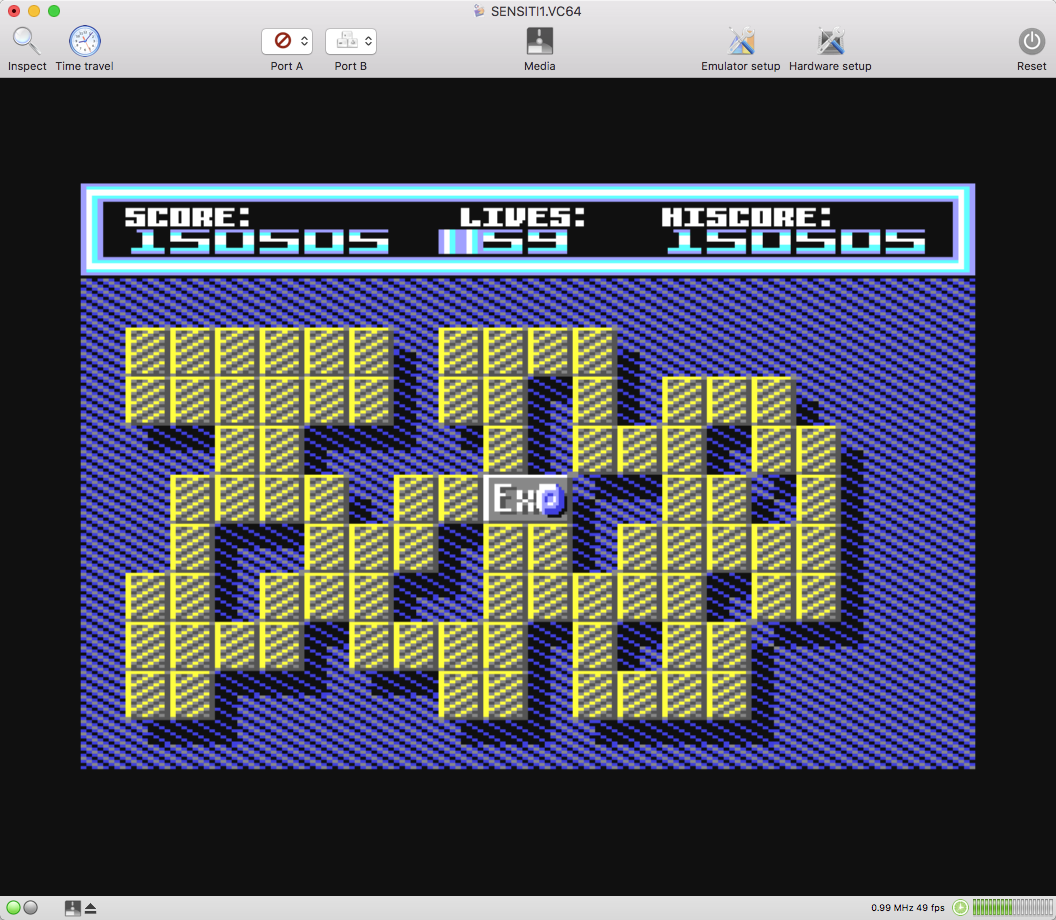 SENSITI1.VC64
Inspect Time travel Port A Port B Media Emulator setup Hardware setup Reset
SCORE: LIVES: HISCORE:
150505 59 150505
0.99 MHz 49 fps